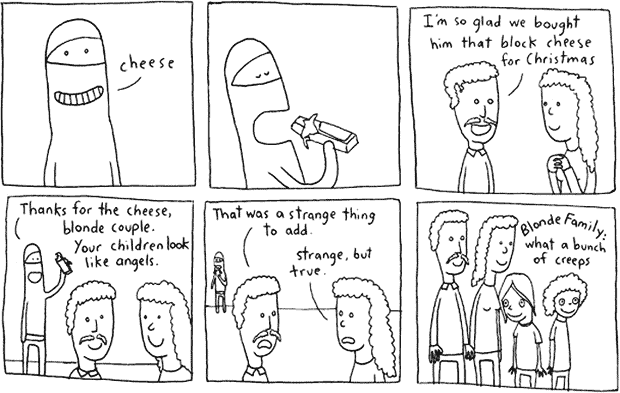 cheese
I'm so glad we bought
him that block cheese
for Christmas
Thanks for the cheese,
blonde couple.
Your children look
like angels.
That was a strange thing
to add.
strange, but
true.
Blonde Family:
what a bunch
of creeps